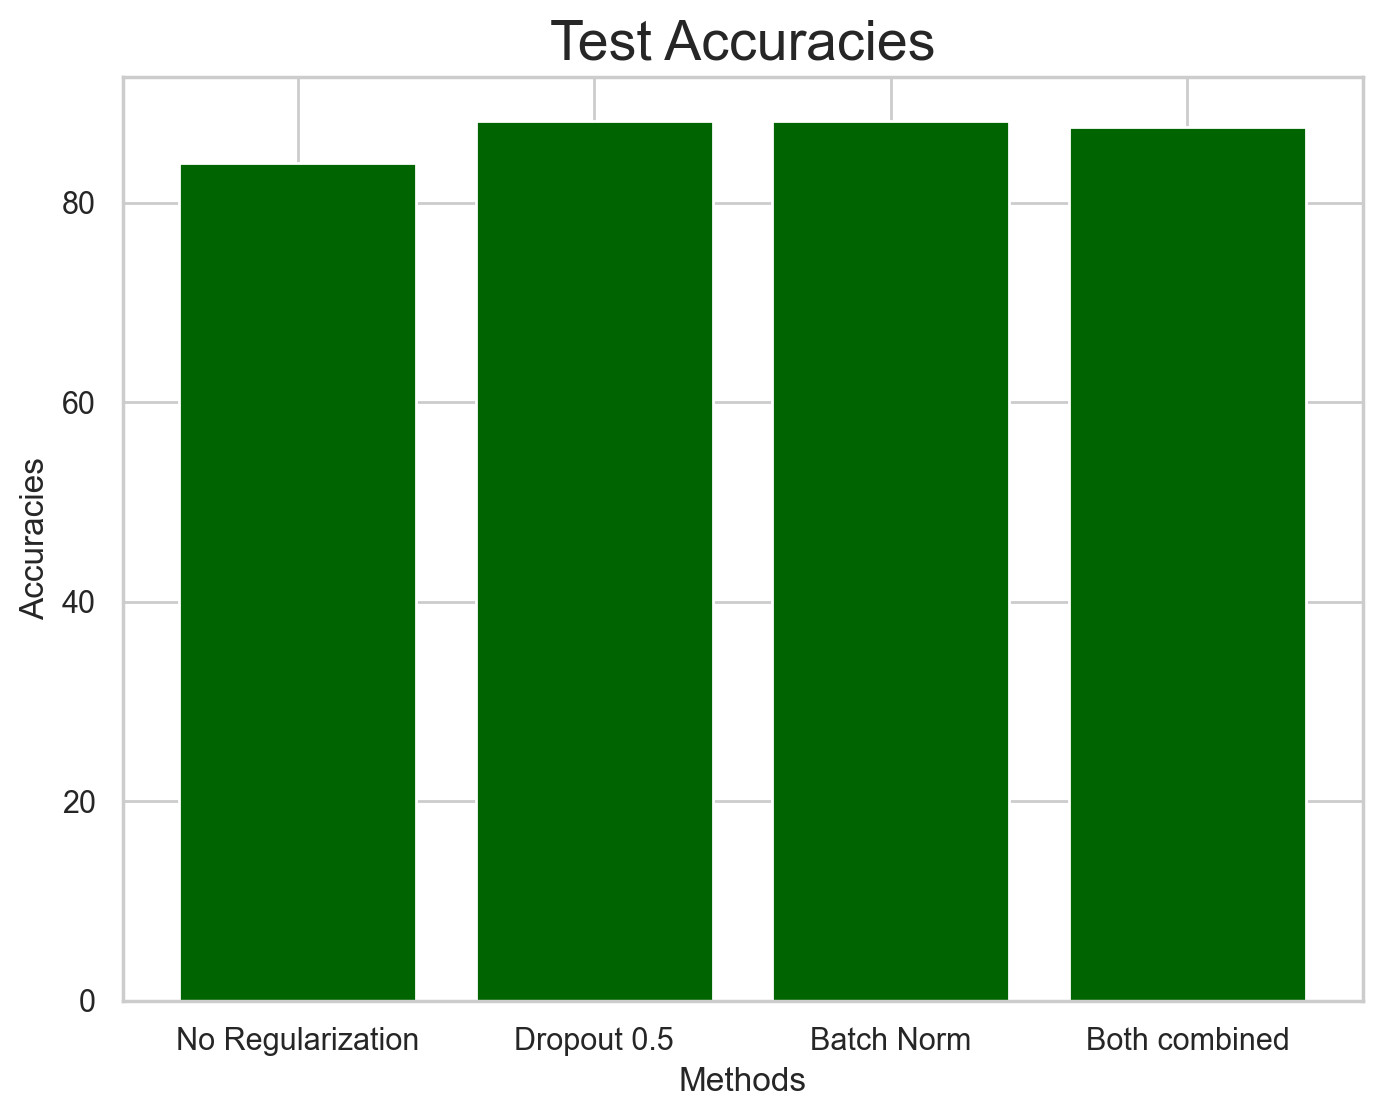 Test Accuracies
80
60
40
20
0
Accuracies
No Regularization
Dropout 0.5
Batch Norm
Both combined
Methods